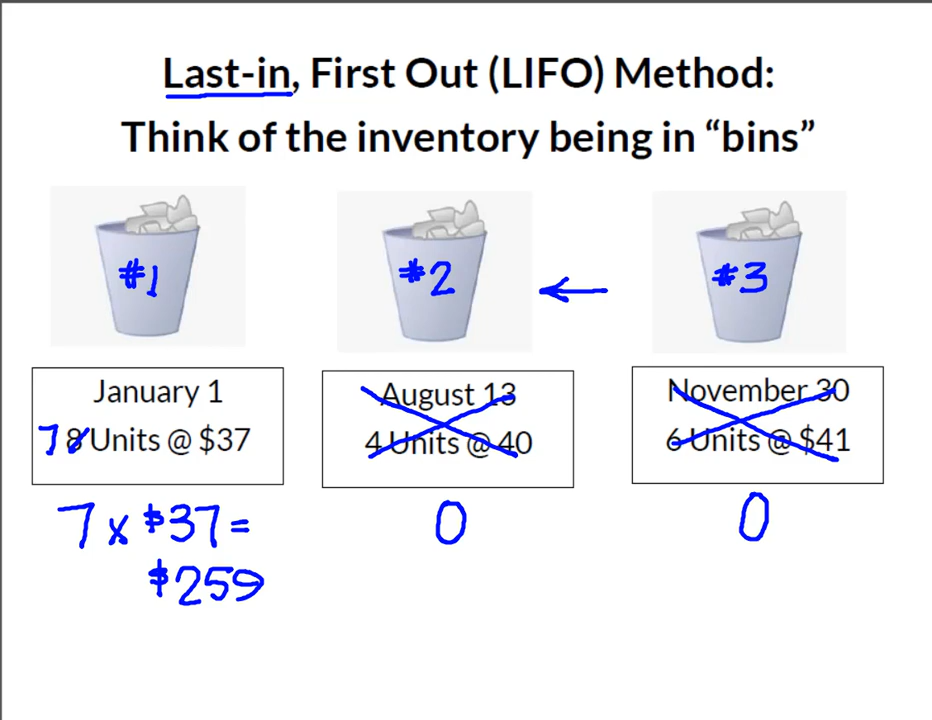 Last-in, First Out (LIFO) Method:
Think of the inventory being in “bins”
#1
#2
#3
January 1
7 8 Units @ $37
August 13
4 Units @ 40
November 30
6 Units @ $41
7 x $37 =
$259
0
0